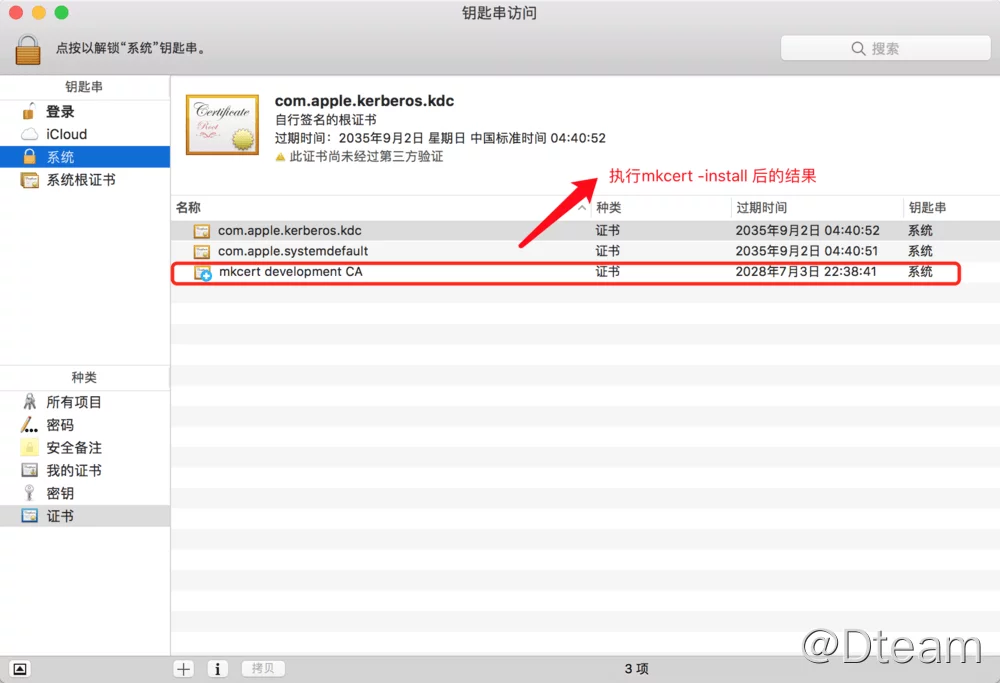 钥匙串访问
点按以解锁“系统”钥匙串。
搜索
钥匙串
登录
iCloud
系统
系统根证书
Certificate
Root
com.apple.kerberos.kdc
自行签名的根证书
过期时间：2035年9月2日 星期日 中国标准时间 04:40:52
此证书尚未经过第三方验证
执行mkcert -install 后的结果
名称 种类 过期时间 钥匙串
com.apple.kerberos.kdc 证书 2035年9月2日 04:40:52 系统
com.apple.systemdefault 证书 2035年9月2日 04:40:51 系统
mkcert development CA 证书 2028年7月3日 22:38:41 系统
种类
所有项目
密码
安全备注
我的证书
密钥
证书
拷贝
3 项
@Dteam